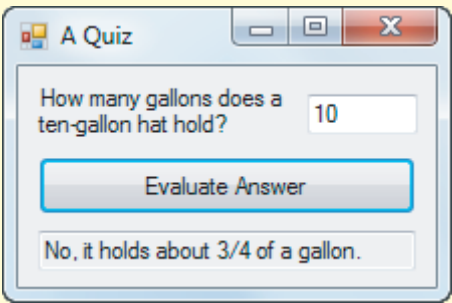 A Quiz
How many gallons does a
ten-gallon hat hold?
10
Evaluate Answer
No, it holds about 3/4 of a gallon.